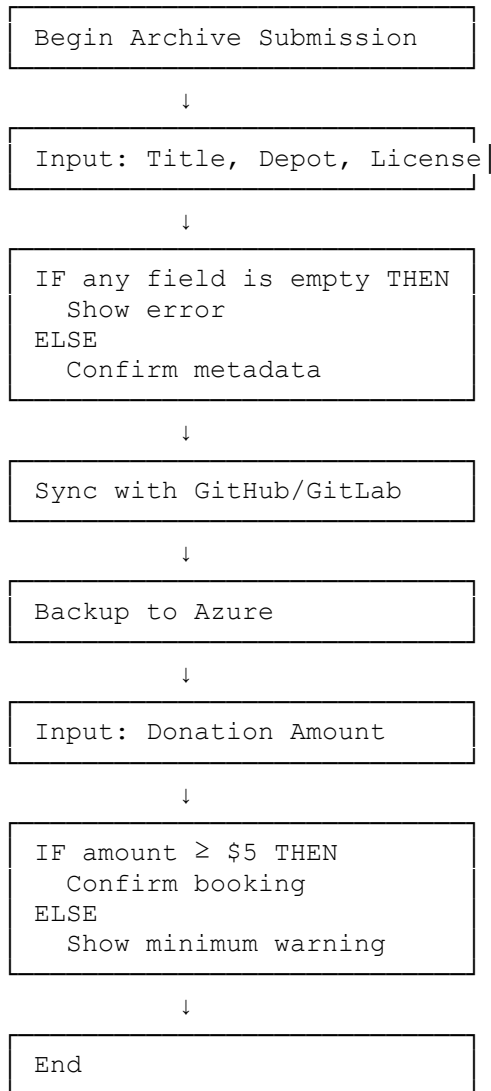 Begin Archive Submission
↓
Input: Title, Depot, License
↓
IF any field is empty THEN
Show error
ELSE
Confirm metadata
↓
Sync with GitHub/GitLab
↓
Backup to Azure
↓
Input: Donation Amount
↓
IF amount ≥ $5 THEN
Confirm booking
ELSE
Show minimum warning
↓
End